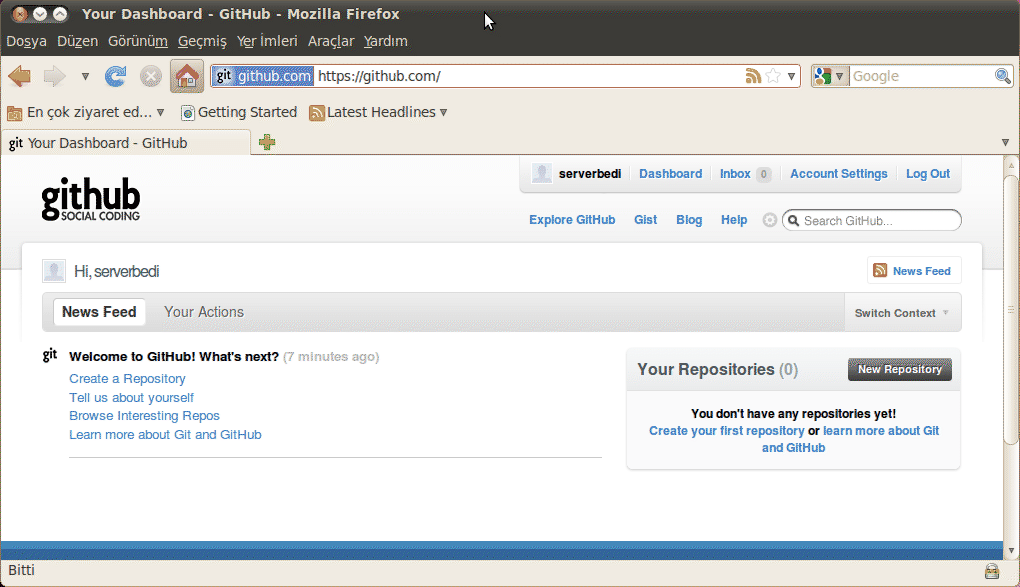 Your Dashboard - GitHub - Mozilla Firefox
Dosya Düzen Görünüm Geçmiş Yer İmleri Araçlar Yardım
git github.com https://github.com/ Google
En çok ziyaret ed... Getting Started Latest Headlines
git Your Dashboard - GitHub
serverbedi Dashboard Inbox 0 Account Settings Log Out
github
SOCIAL CODING
Explore GitHub Gist Blog Help Search GitHub...
Hi, serverbedi News Feed
News Feed Your Actions Switch Context
git Welcome to GitHub! What's next? (7 minutes ago)
Create a Repository
Tell us about yourself
Browse Interesting Repos
Learn more about Git and GitHub
Your Repositories (0) New Repository
You don't have any repositories yet!
Create your first repository or learn more about Git
and GitHub
Bitti